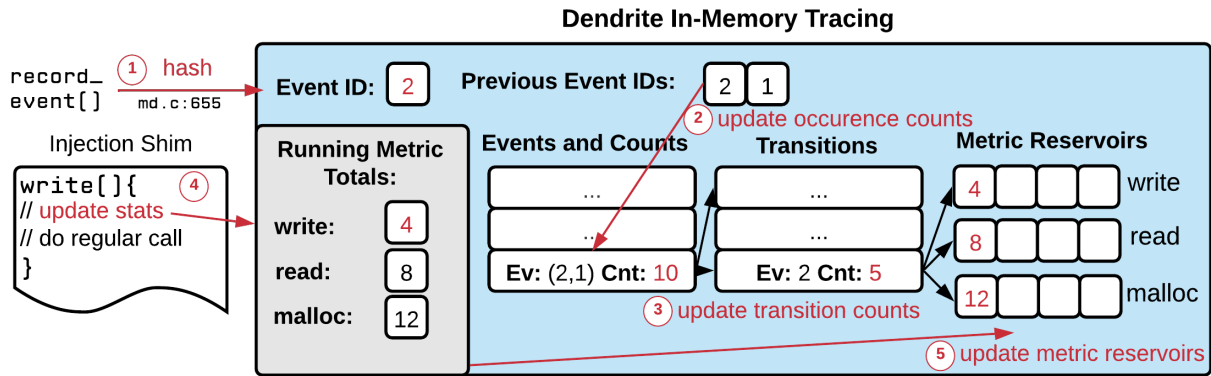 Dendrite In-Memory Tracing
record_
event[]
1 hash
md.c:655
Event ID: 2
Previous Event IDs: 2 1
2 update occurence counts
Injection Shim
write[]{
// update stats
// do regular call
}
4
Running Metric
Totals:
write: 4
read: 8
malloc: 12
Events and Counts
...
...
Ev: (2,1) Cnt: 10
Transitions
...
...
Ev: 2 Cnt: 5
3 update transition counts
Metric Reservoirs
4 write
8 read
12 malloc
5 update metric reservoirs